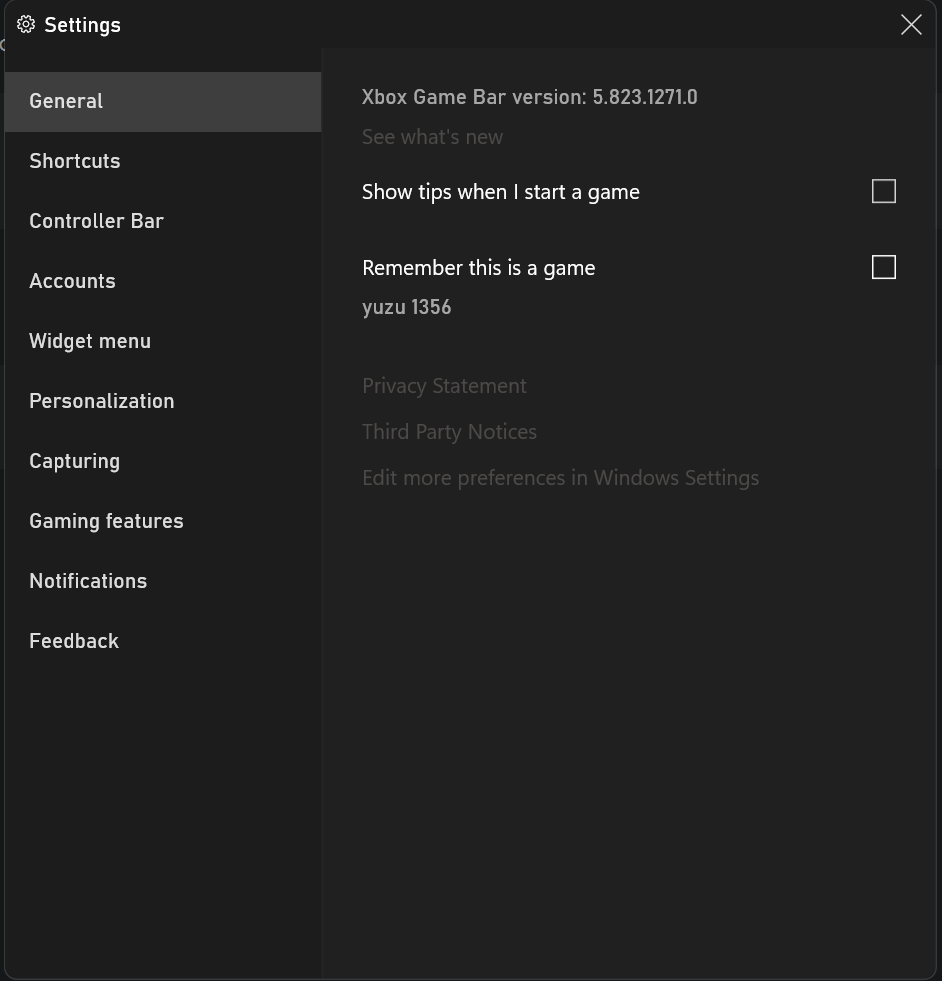 Settings
General
Shortcuts
Controller Bar
Accounts
Widget menu
Personalization
Capturing
Gaming features
Notifications
Feedback
Xbox Game Bar version: 5.823.1271.0
See what's new
Show tips when I start a game
Remember this is a game
yuzu 1356
Privacy Statement
Third Party Notices
Edit more preferences in Windows Settings